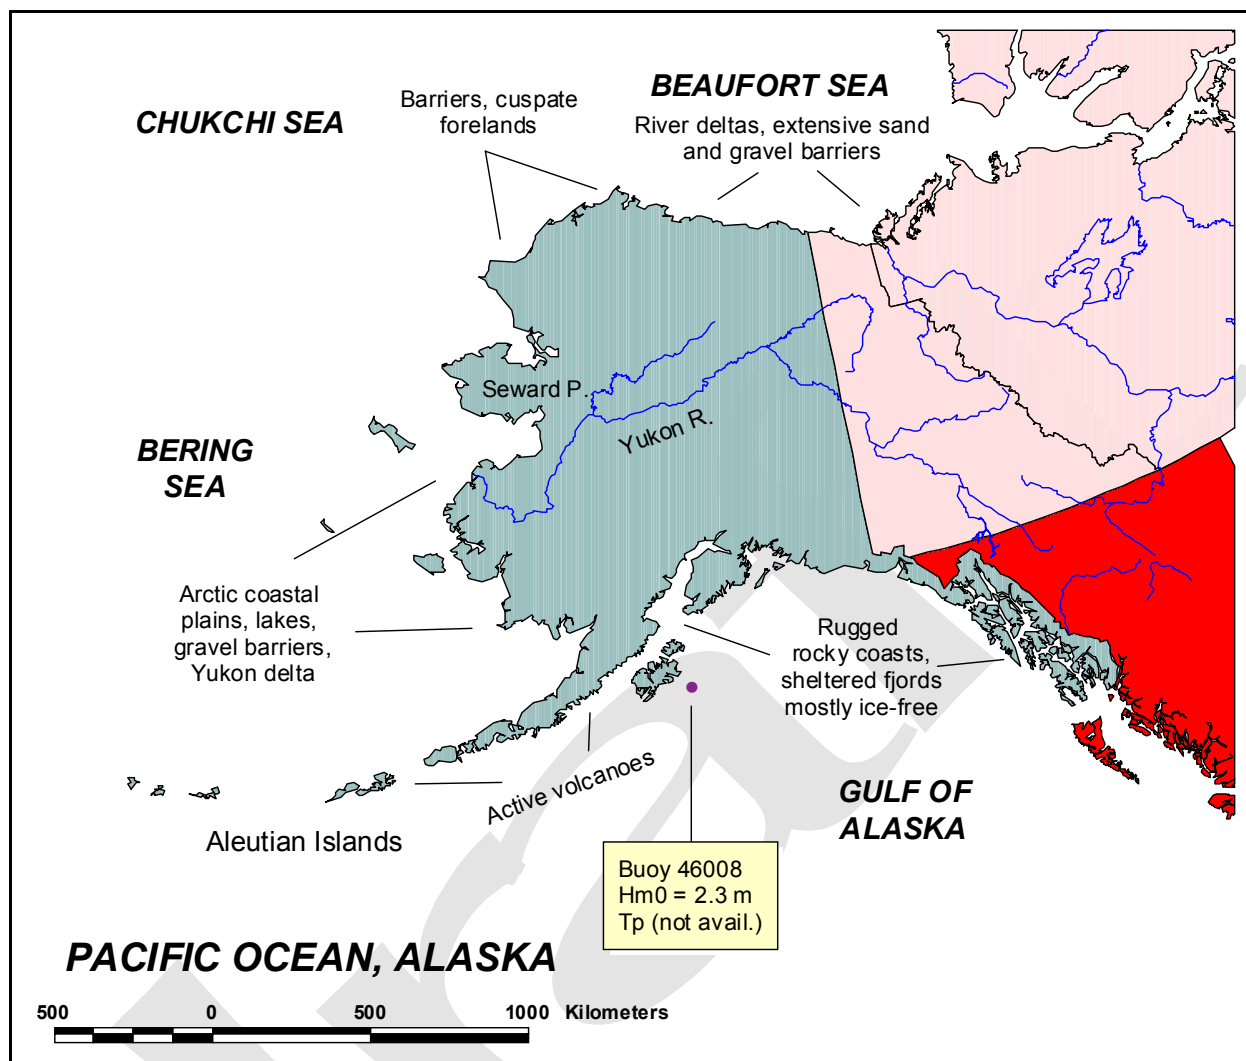 CHUKCHI SEA
Barriers, cuspate
forelands
BEAUFORT SEA
River deltas, extensive sand
and gravel barriers
Seward P.
Yukon R.
BERING
SEA
Arctic coastal
plains, lakes,
gravel barriers,
Yukon delta
Rugged
rocky coasts,
sheltered fjords
mostly ice-free
Active volcanoes
GULF OF
ALASKA
Aleutian Islands
Buoy 46008
Hm0 = 2.3 m
Tp (not avail.)
PACIFIC OCEAN, ALASKA
500 0 500 1000 Kilometers